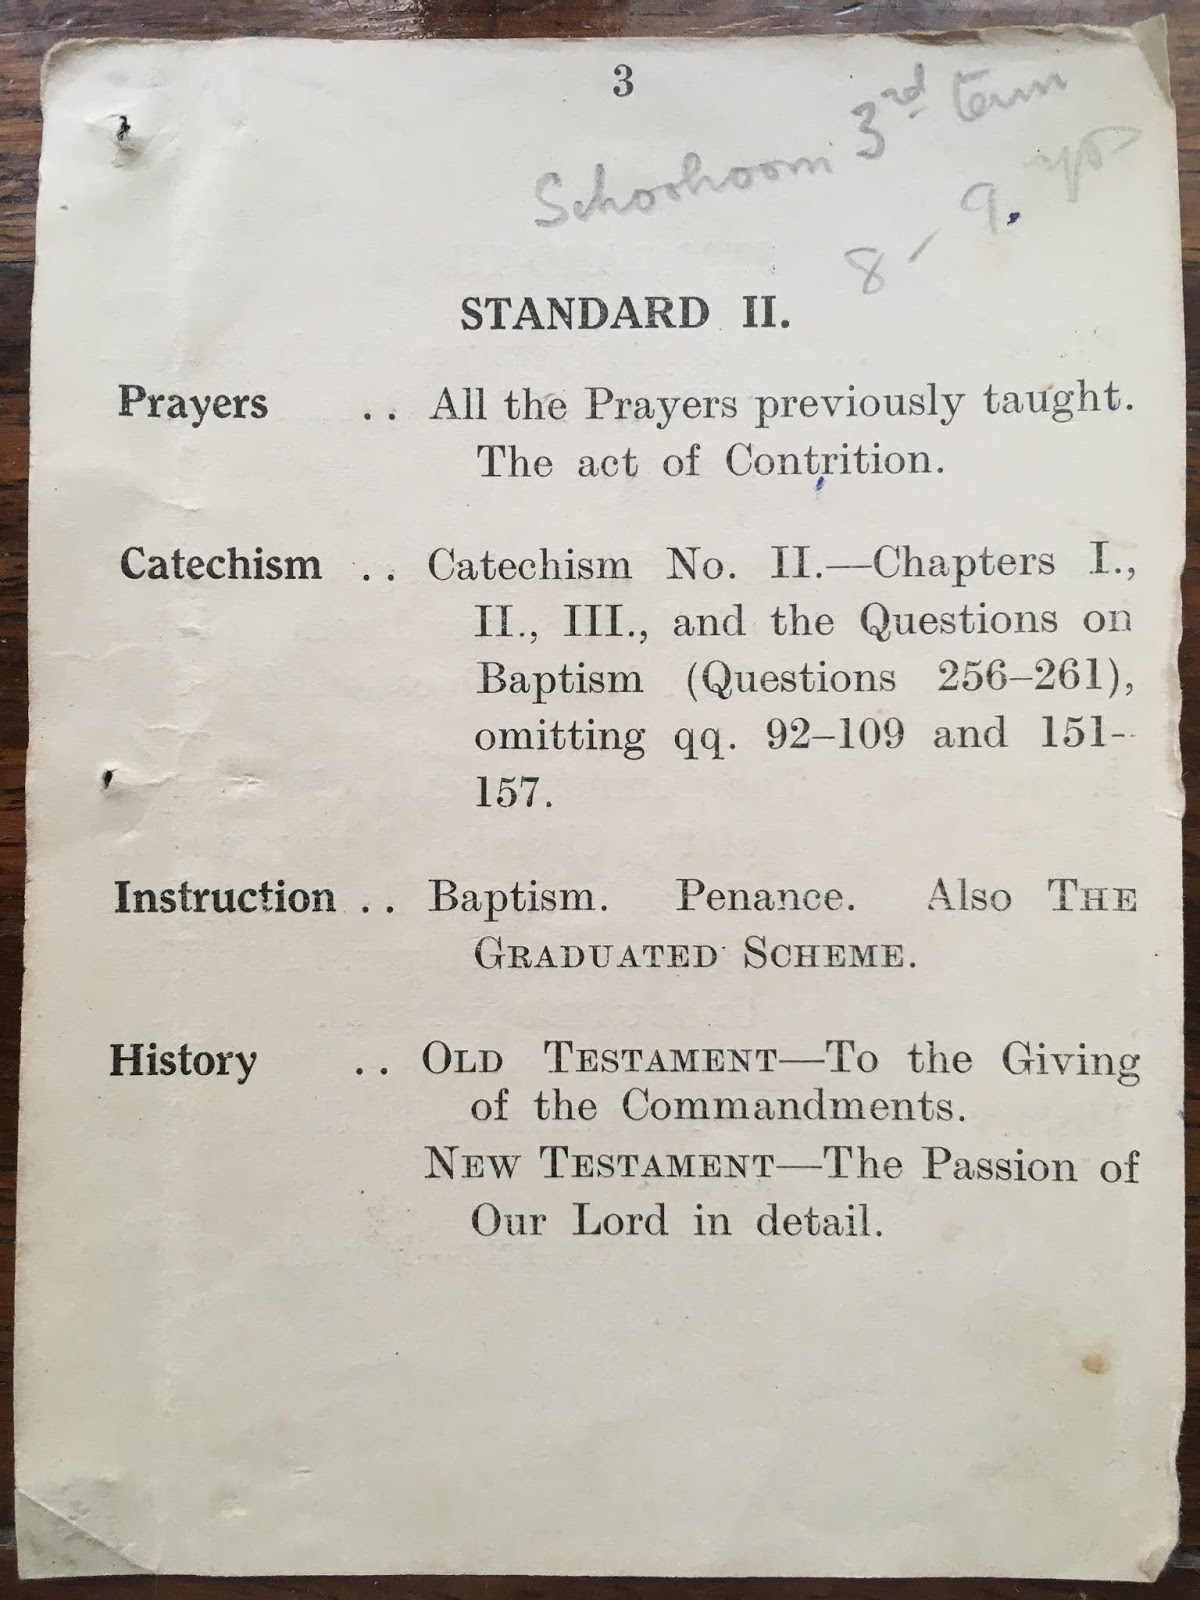 3
Schoolroom 3rd term
8 - 9. yrs
STANDARD II.
Prayers .. All the Prayers previously taught.
The act of Contrition.
Catechism .. Catechism No. II.—Chapters I.,
II., III., and the Questions on
Baptism (Questions 256–261),
omitting qq. 92–109 and 151-
157.
Instruction .. Baptism. Penance. Also THE
GRADUATED SCHEME.
History .. OLD TESTAMENT—To the Giving
of the Commandments.
NEW TESTAMENT—The Passion of
Our Lord in detail.